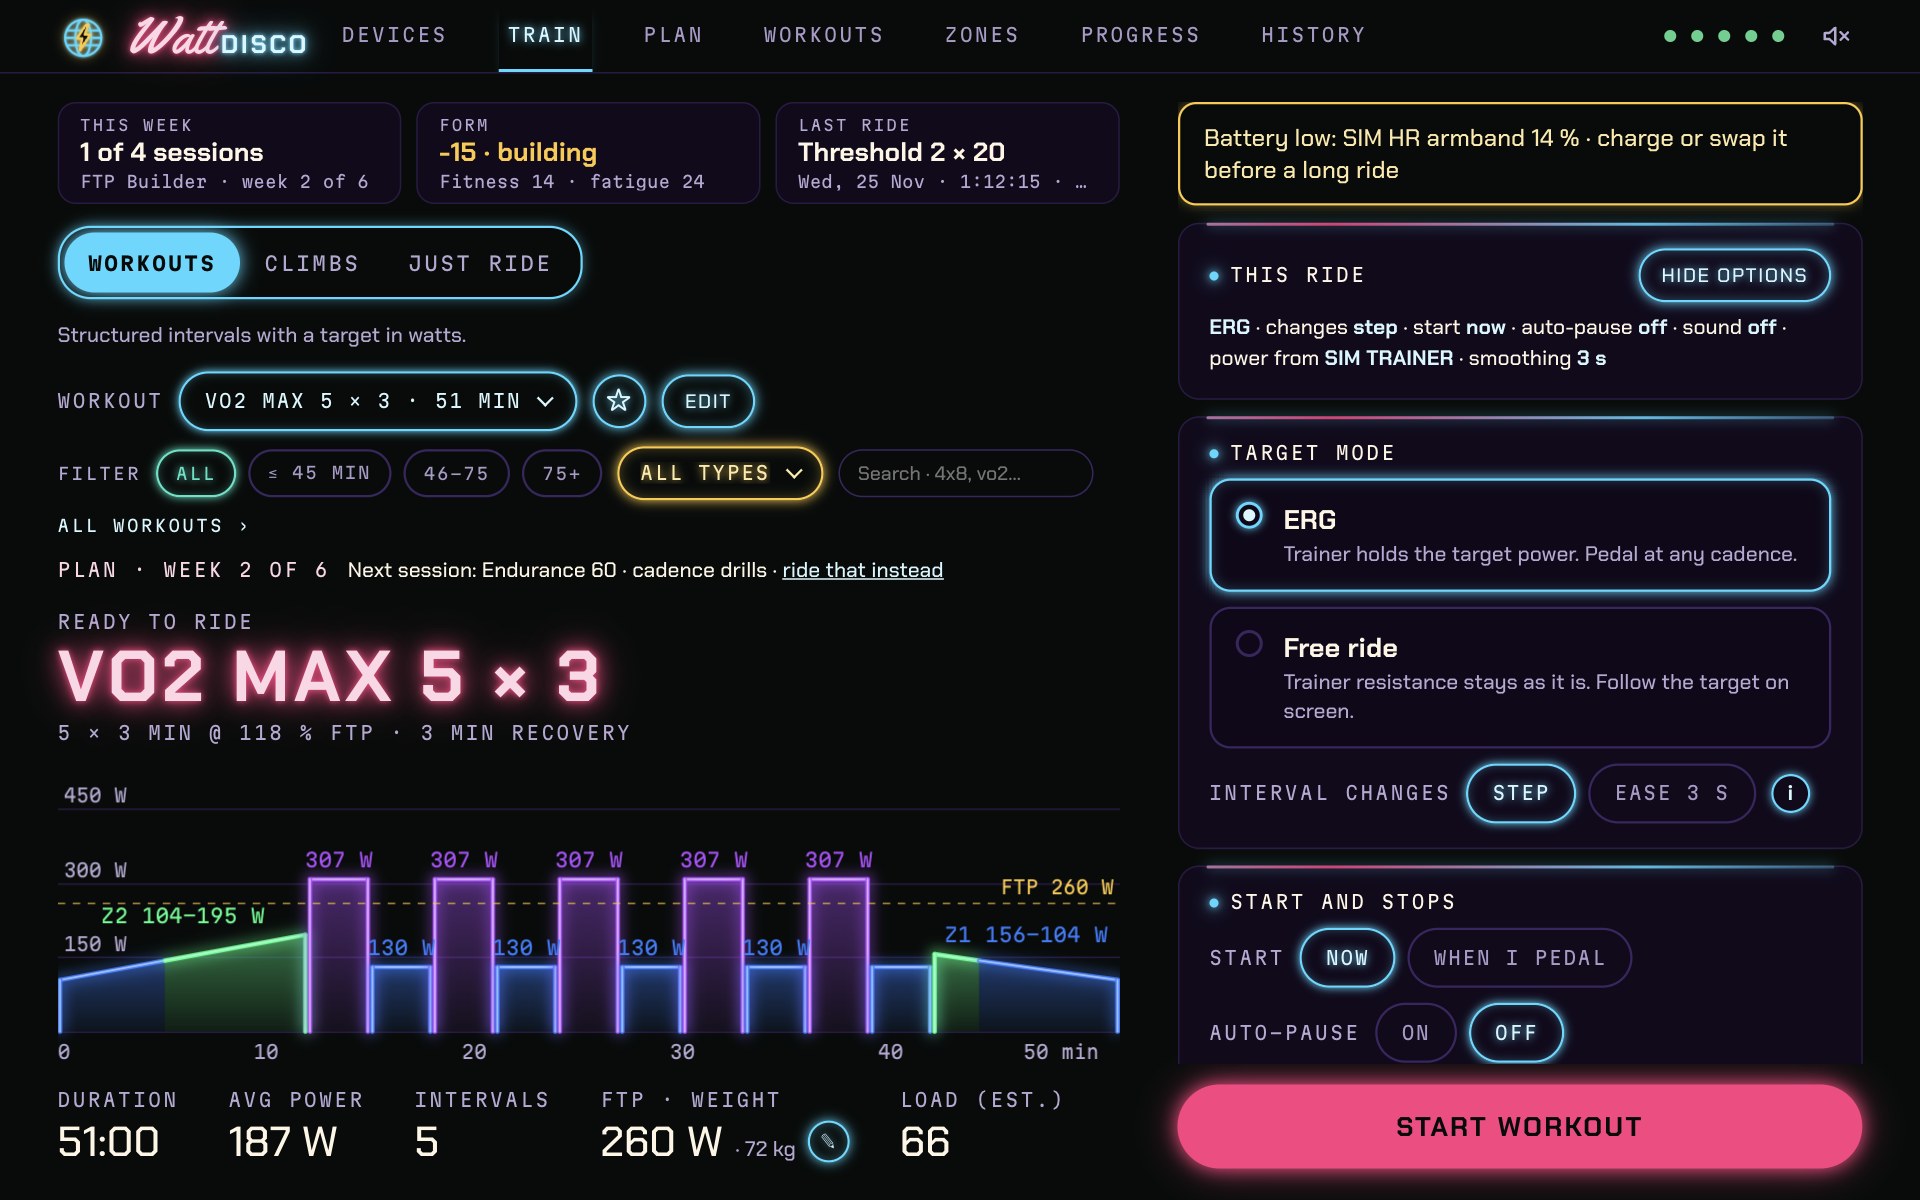 Watt DISCO
DEVICES
TRAIN
PLAN
WORKOUTS
ZONES
PROGRESS
HISTORY
THIS WEEK
1 of 4 sessions
FTP Builder · week 2 of 6
FORM
-15 · building
Fitness 14 · fatigue 24
LAST RIDE
Threshold 2 × 20
Wed, 25 Nov · 1:12:15 · …
WORKOUTS
CLIMBS
JUST RIDE
Structured intervals with a target in watts.
WORKOUT
VO2 MAX 5 × 3 · 51 MIN
EDIT
FILTER
ALL
≤ 45 MIN
46–75
75+
ALL TYPES
Search · 4x8, vo2...
ALL WORKOUTS ›
PLAN · WEEK 2 OF 6 Next session: Endurance 60 · cadence drills · ride that instead
READY TO RIDE
VO2 MAX 5 × 3
5 × 3 MIN @ 118 % FTP · 3 MIN RECOVERY
450 W
300 W
150 W
307 W
307 W
307 W
307 W
307 W
FTP 260 W
Z2 104–195 W
130 W
130 W
130 W
130 W
Z1 156–104 W
0
10
20
30
40
50 min
DURATION
51:00
AVG POWER
187 W
INTERVALS
5
FTP · WEIGHT
260 W · 72 kg
LOAD (EST.)
66
Battery low: SIM HR armband 14 % · charge or swap it
before a long ride
THIS RIDE
HIDE OPTIONS
ERG · changes step · start now · auto-pause off · sound off ·
power from SIM TRAINER · smoothing 3 s
TARGET MODE
ERG
Trainer holds the target power. Pedal at any cadence.
Free ride
Trainer resistance stays as it is. Follow the target on
screen.
INTERVAL CHANGES
STEP
EASE 3 S
i
START AND STOPS
START
NOW
WHEN I PEDAL
AUTO–PAUSE
ON
OFF
START WORKOUT